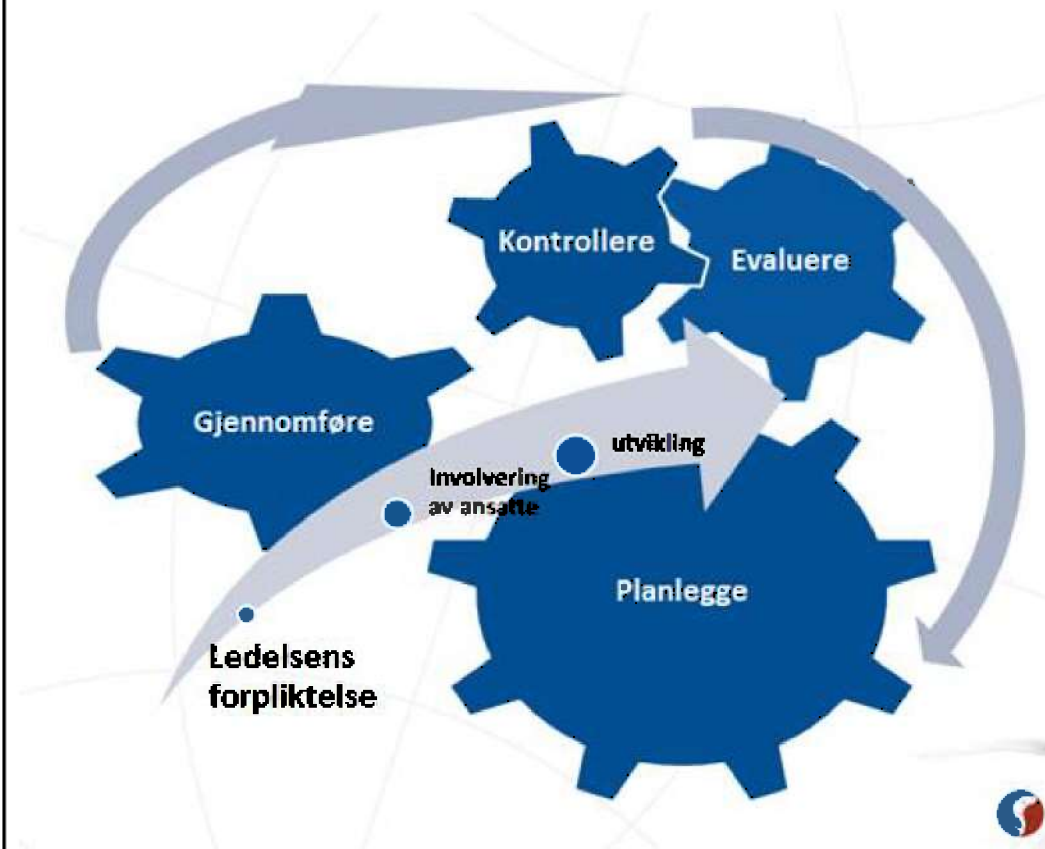 Kontrollere
Evaluere
Gjennomføre
utvikling
Involvering
av ansatte
Planlegge
Ledelsens
forpliktelse